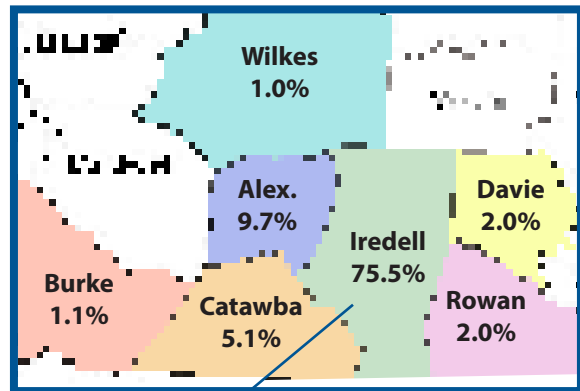 Wilkes
1.0%
Alex.
9.7%
Davie
2.0%
Iredell
75.5%
Burke
1.1%
Catawba
5.1%
Rowan
2.0%